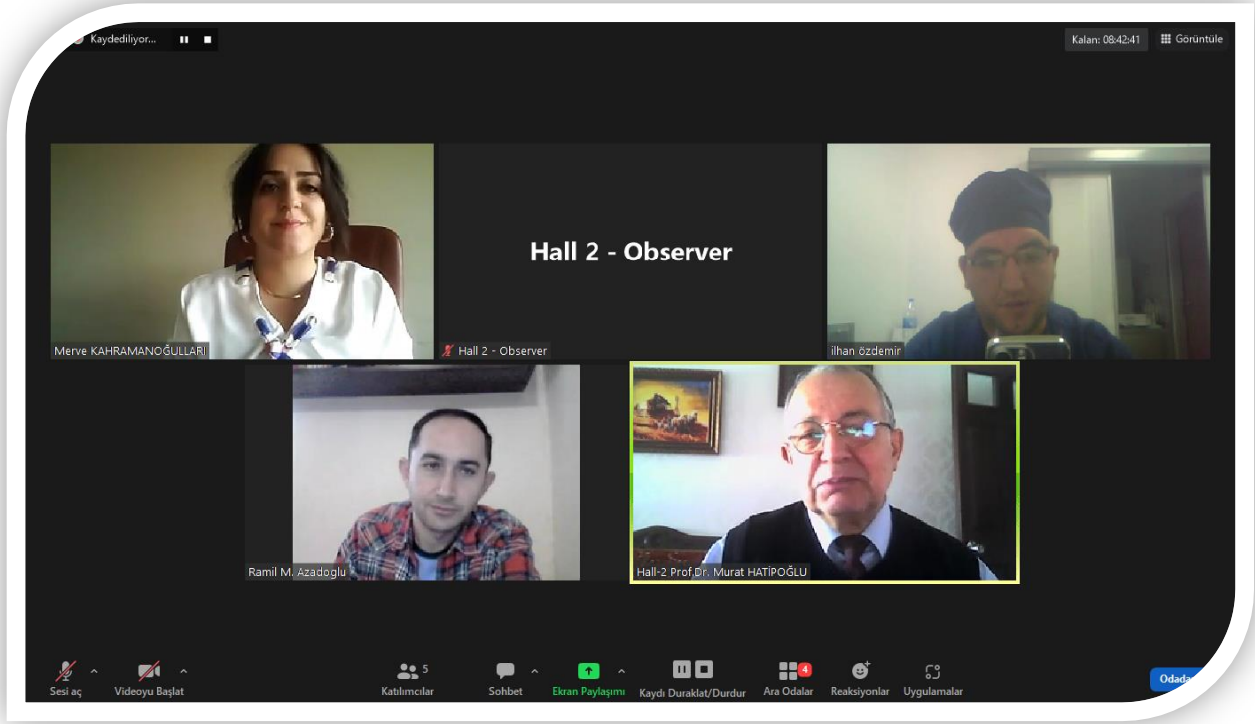 Kaydediliyor...
Kalan: 08:42:41
Görüntüle
Hall 2 - Observer
Merve KAHRAMANOĞULLARI
Hall 2 - Observer
ilhan özdemir
Ramil M. Azadoglu
Hall-2 Prof.Dr. Murat HATİPOĞLU
Sesi aç
Videoyu Başlat
5
Katılımcılar
Sohbet
Ekran Paylaşımı
Kaydı Duraklat/Durdur
4
Ara Odalar
Reaksiyonlar
Uygulamalar